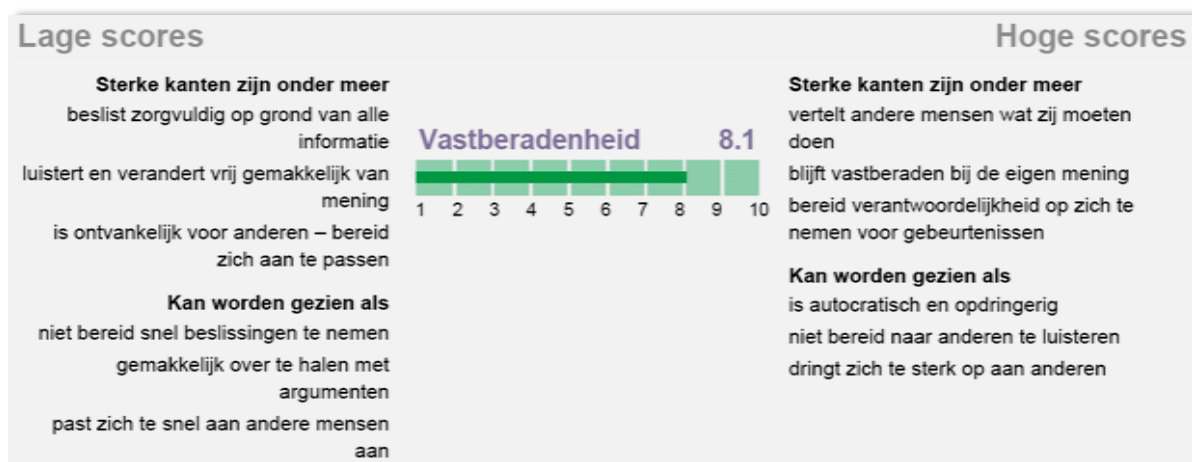 Lage scores
Hoge scores
Sterke kanten zijn onder meer
beslist zorgvuldig op grond van alle
informatie
luistert en verandert vrij gemakkelijk van
mening
is ontvankelijk voor anderen – bereid
zich aan te passen
Kan worden gezien als
niet bereid snel beslissingen te nemen
gemakkelijk over te halen met
argumenten
past zich te snel aan andere mensen
aan
Vastberadenheid 8.1
1 2 3 4 5 6 7 8 9 10
Sterke kanten zijn onder meer
vertelt andere mensen wat zij moeten
doen
blijft vastberaden bij de eigen mening
bereid verantwoordelijkheid op zich te
nemen voor gebeurtenissen
Kan worden gezien als
is autocratisch en opdringerig
niet bereid naar anderen te luisteren
dringt zich te sterk op aan anderen